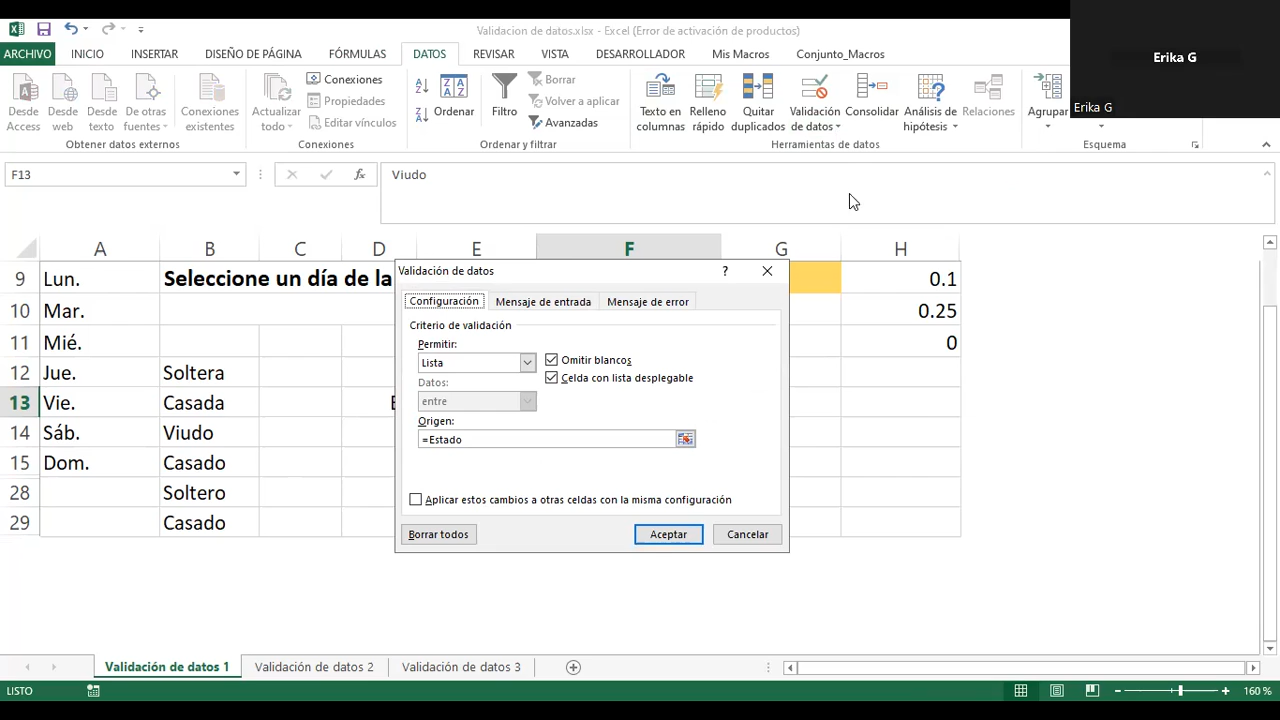 Validación de datos.xlsx - Excel (Error de activación de productos)
ARCHIVO INICIO INSERTAR DISEÑO DE PÁGINA FÓRMULAS DATOS REVISAR VISTA DESARROLLADOR Mis Macros Conjunto_Macros
Erika G
Erika G
Desde Access
Desde web
Desde texto
De otras fuentes
Conexiones existentes
Obtener datos externos
Actualizar todo
Conexiones
Propiedades
Editar vínculos
Conexiones
Ordenar
Filtro
Borrar
Volver a aplicar
Avanzadas
Ordenar y filtrar
Texto en columnas
Relleno rápido
Quitar duplicados
Validación de datos
Consolidar
Análisis de hipótesis
Relaciones
Herramientas de datos
Agrupar
Esquema
F13
fx
Viudo
A B C D E F G H
9 Lun. Seleccione un día de la 0.1
10 Mar. 0.25
11 Mié. 0
12 Jue. Soltera
13 Vie. Casada
14 Sáb. Viudo
15 Dom. Casado
28 Soltero
29 Casado
Validación de datos
?
Configuración Mensaje de entrada Mensaje de error
Criterio de validación
Permitir:
Lista
Omitir blancos
Celda con lista desplegable
Datos:
entre
Origen:
=Estado
Aplicar estos cambios a otras celdas con la misma configuración
Borrar todos Aceptar Cancelar
Validación de datos 1 Validación de datos 2 Validación de datos 3
LISTO
160 %